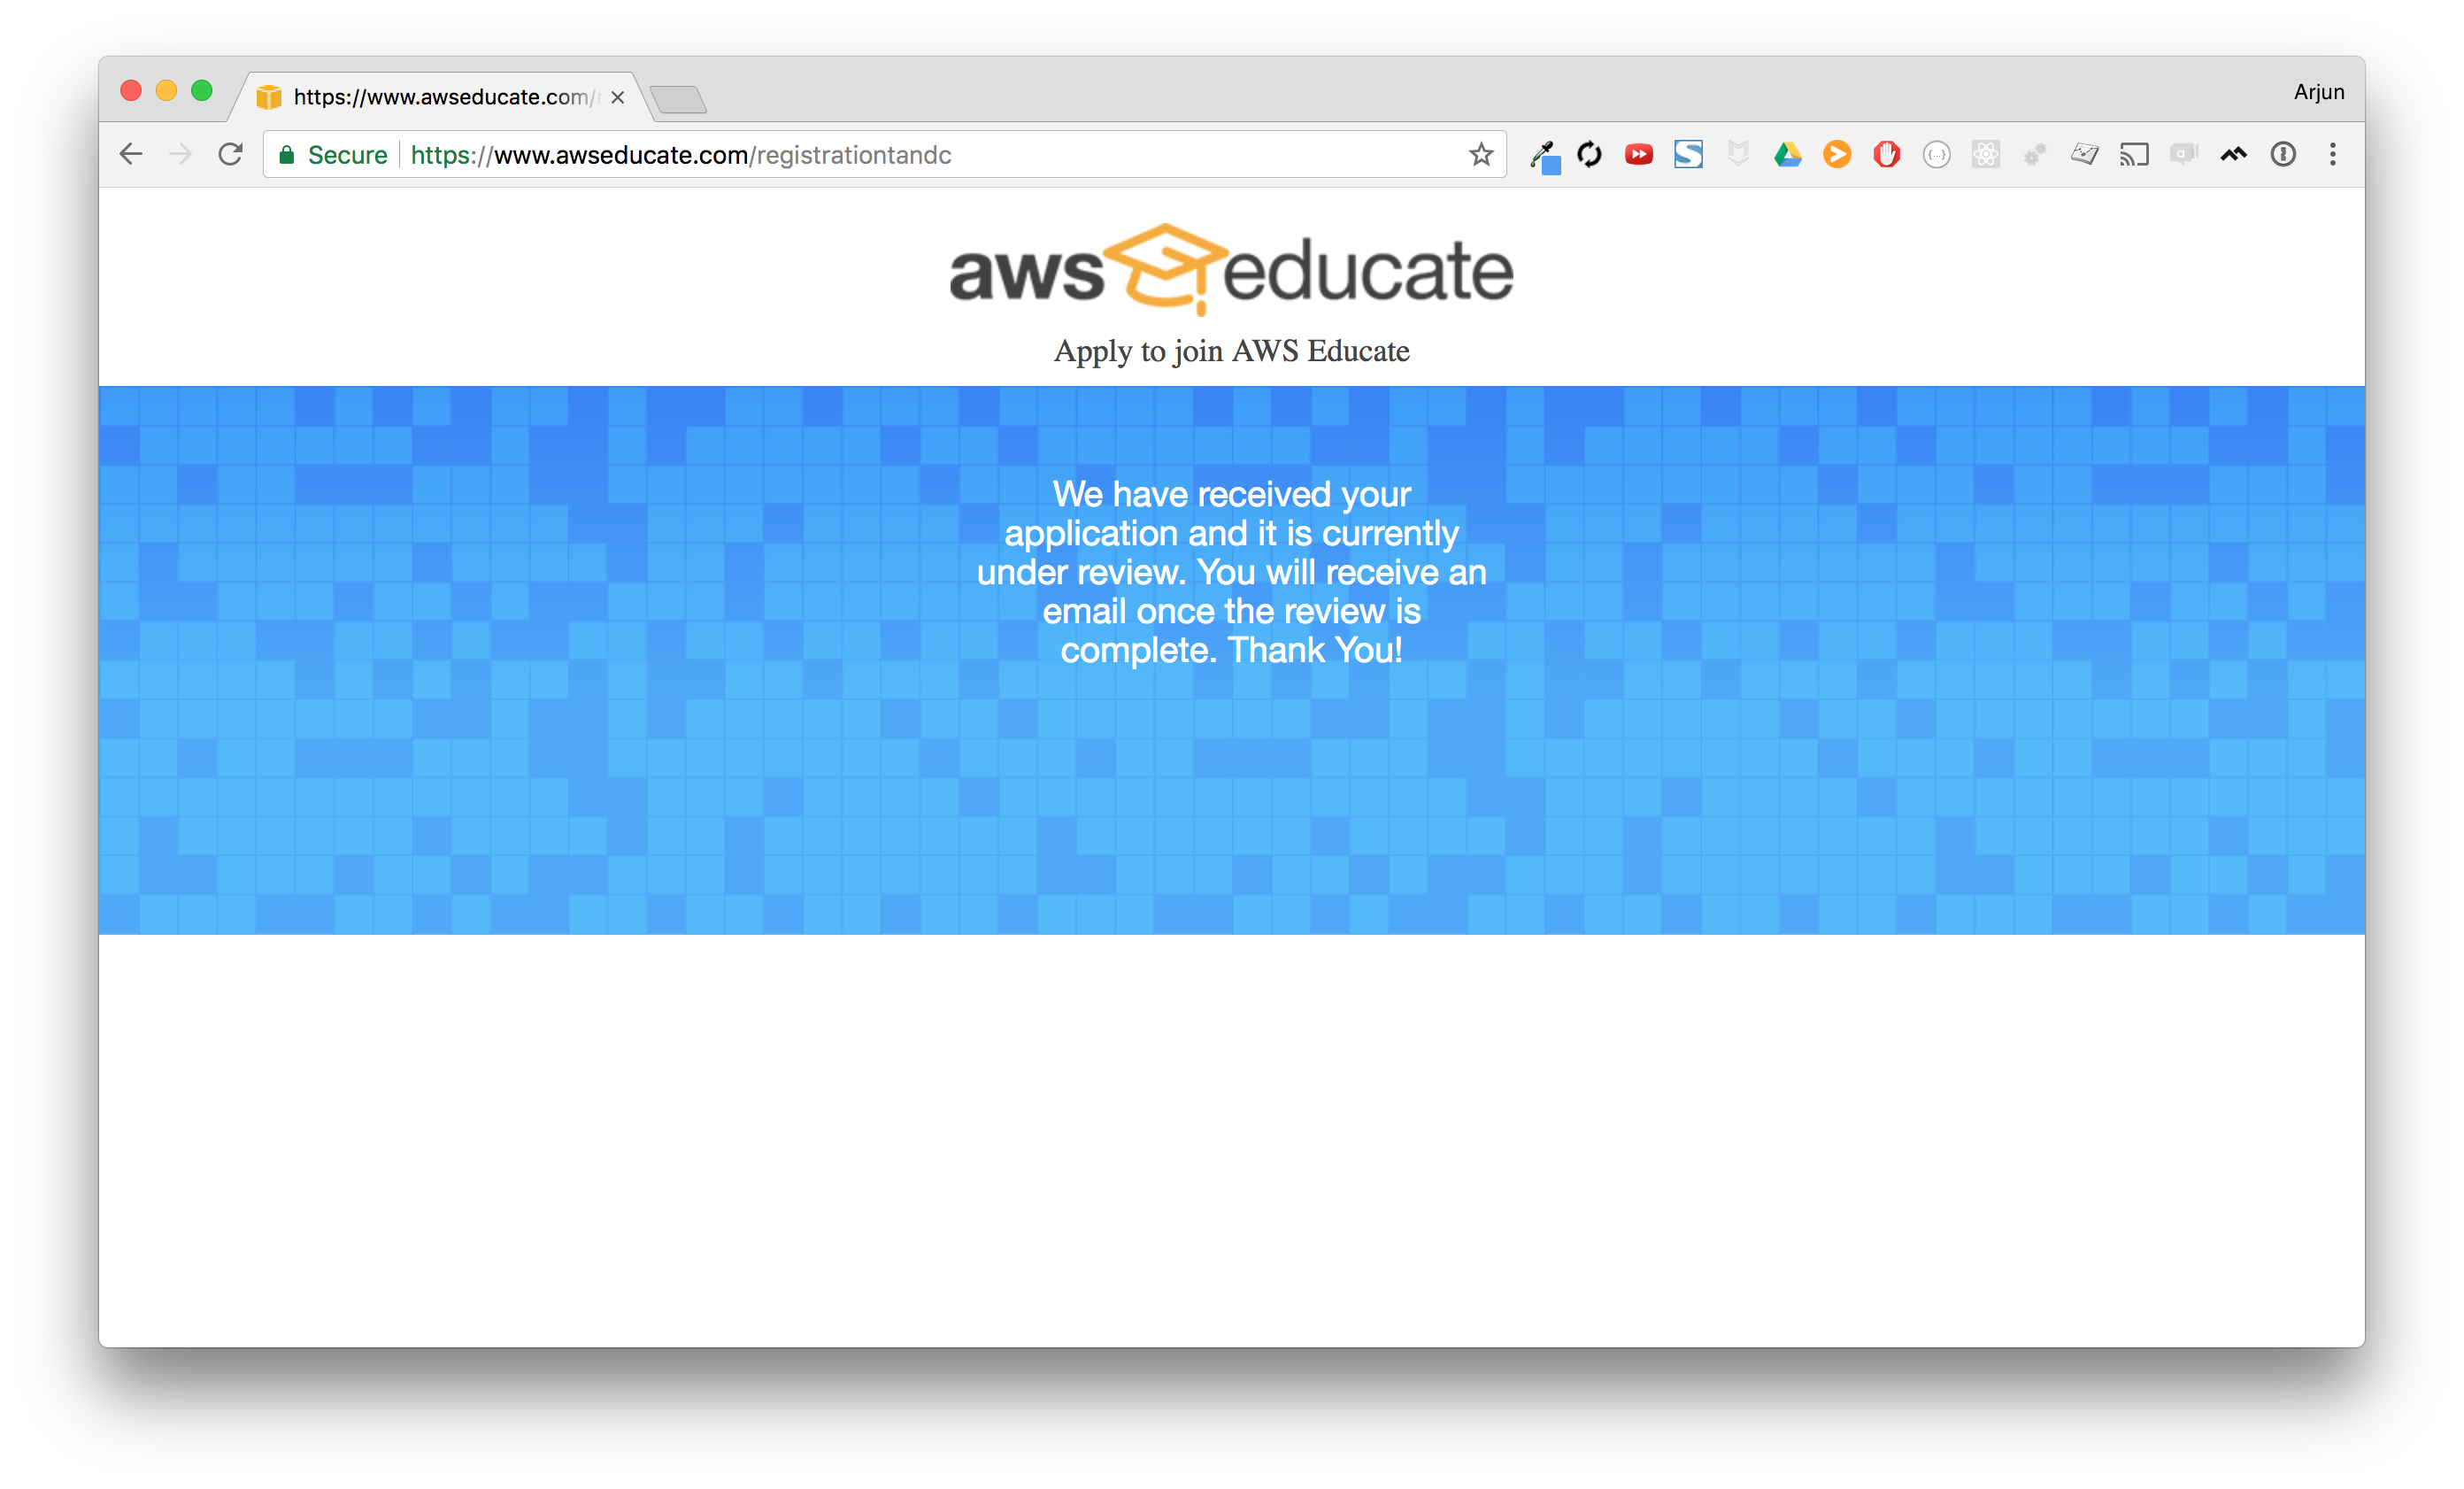 https://www.awseducate.com/
Arjun
Secure https://www.awseducate.com/registrationtandc
aws educate
Apply to join AWS Educate
We have received your
application and it is currently
under review. You will receive an
email once the review is
complete. Thank You!